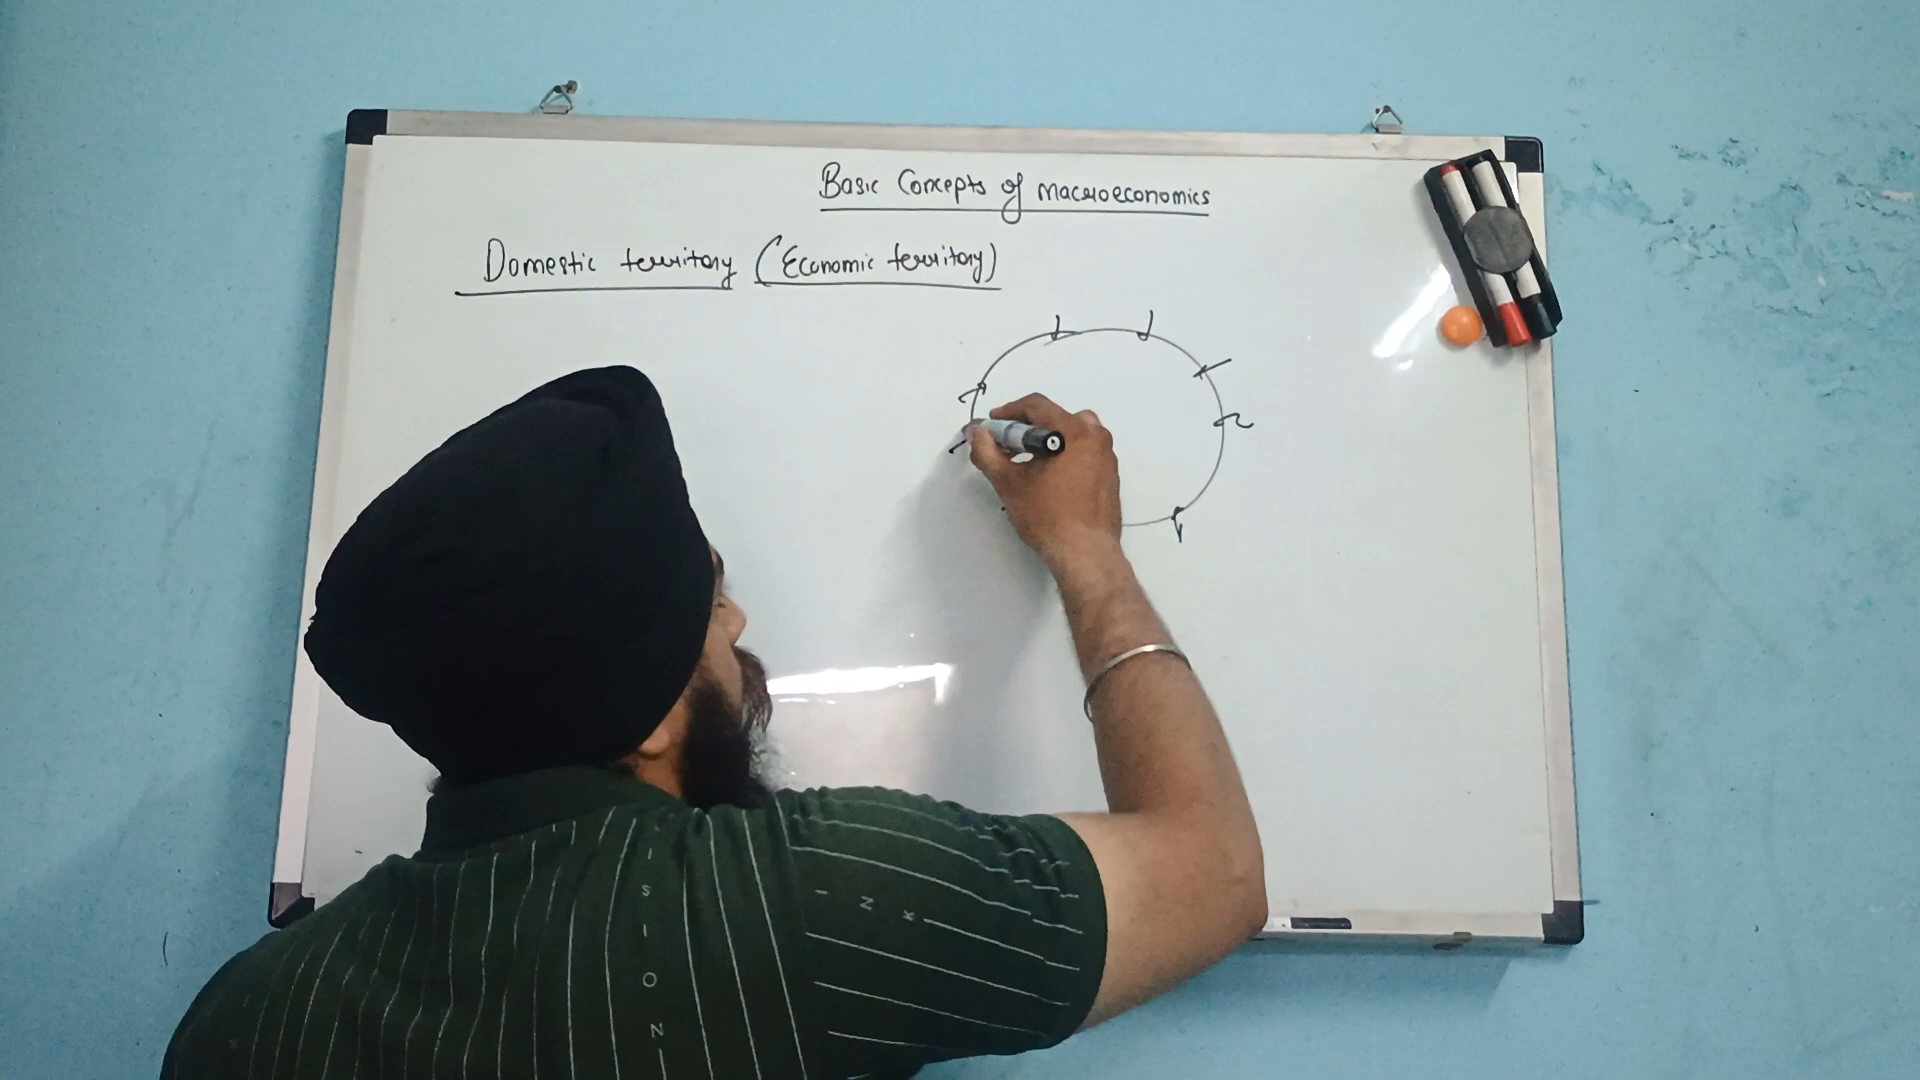 Basic Concepts of macroeconomics
Domestic territory (Economic territory)
S
I
O
N
N K